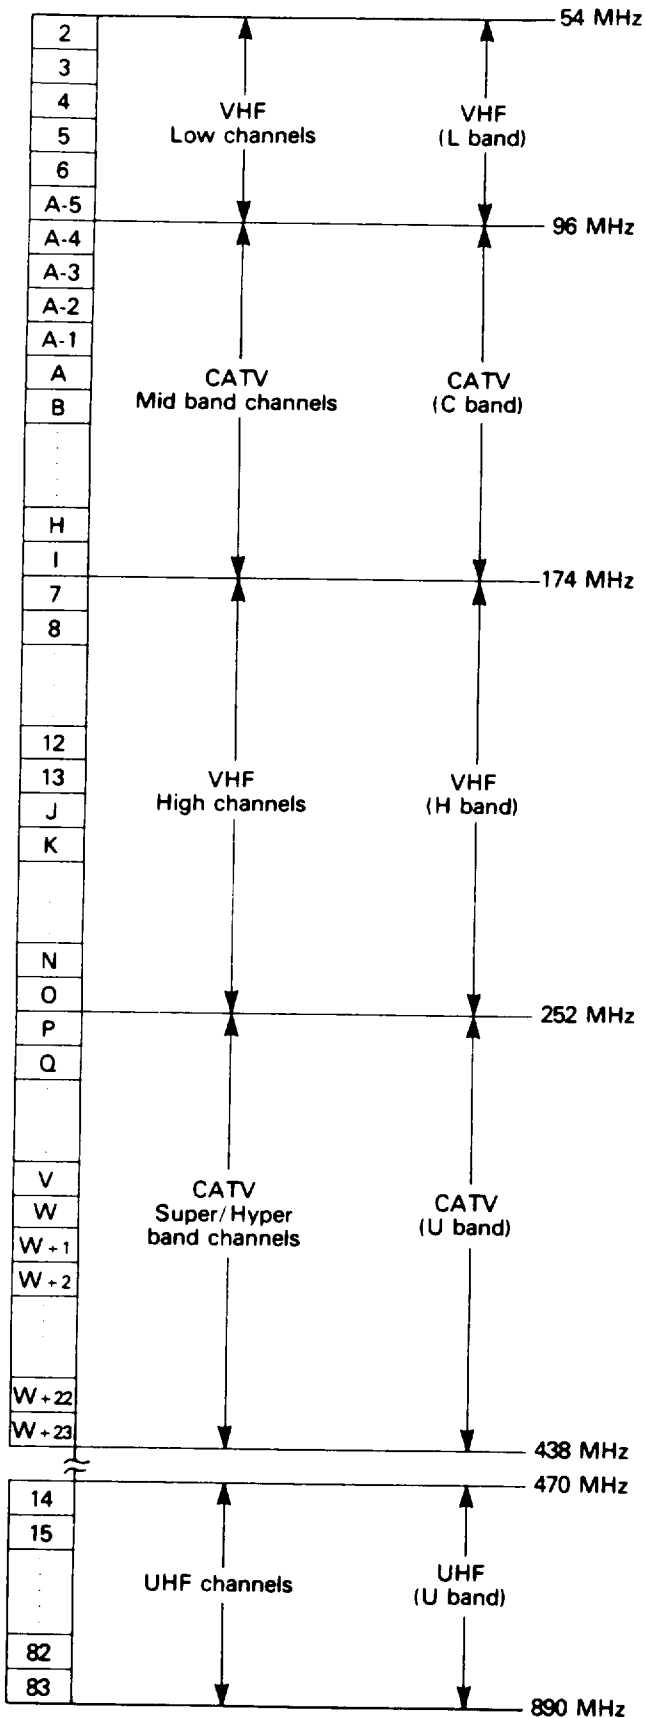 54 MHz
2
3
4
5
6
A-5
VHF
Low channels
VHF
(L band)
96 MHz
A-4
A-3
A-2
A-1
A
B
H
I
CATV
Mid band channels
CATV
(C band)
174 MHz
7
8
12
13
J
K
N
O
VHF
High channels
VHF
(H band)
252 MHz
P
Q
V
W
W+1
W+2
W+22
W+23
CATV
Super/Hyper
band channels
CATV
(U band)
438 MHz
470 MHz
14
15
82
83
UHF channels
UHF
(U band)
890 MHz